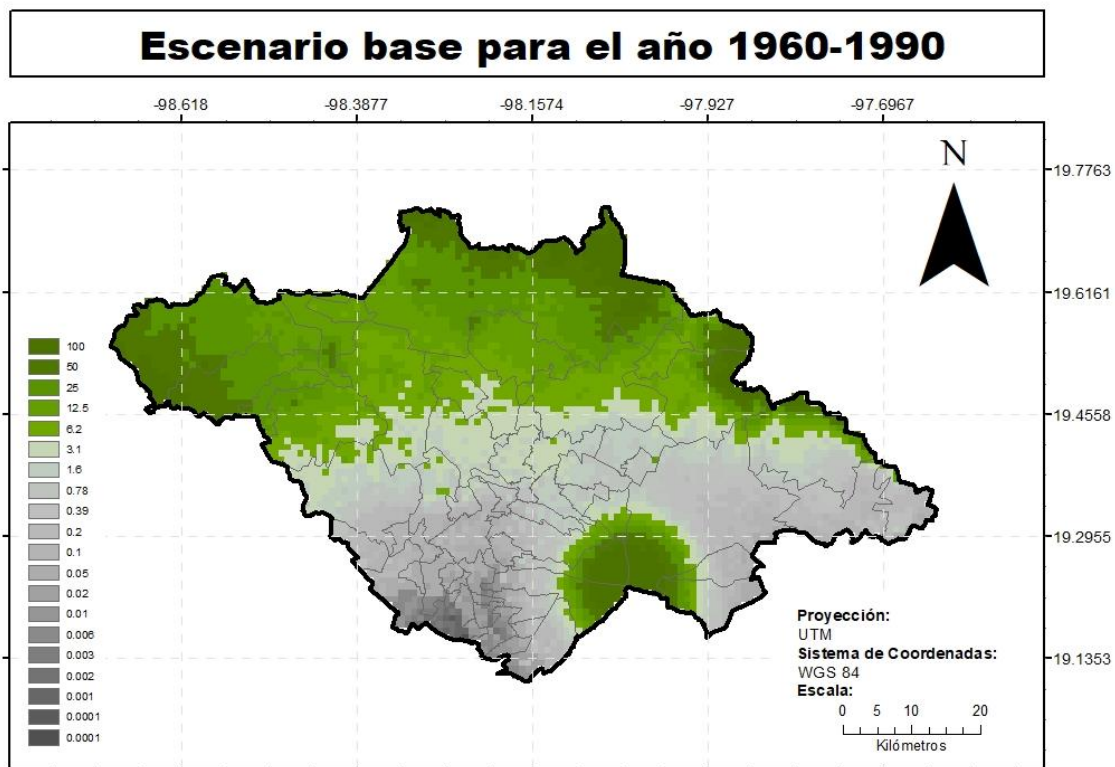 Escenario base para el año 1960-1990
-98.618 -98.3877 -98.1574 -97.927 -97.6967
N
19.7763
19.6161
19.4558
19.2955
19.1353
100
50
25
12.5
6.2
3.1
1.6
0.78
0.39
0.2
0.1
0.05
0.02
0.01
0.006
0.003
0.002
0.001
0.0001
0.0001
Proyección:
UTM
Sistema de Coordenadas:
WGS 84
Escala:
0 5 10 20
Kilómetros